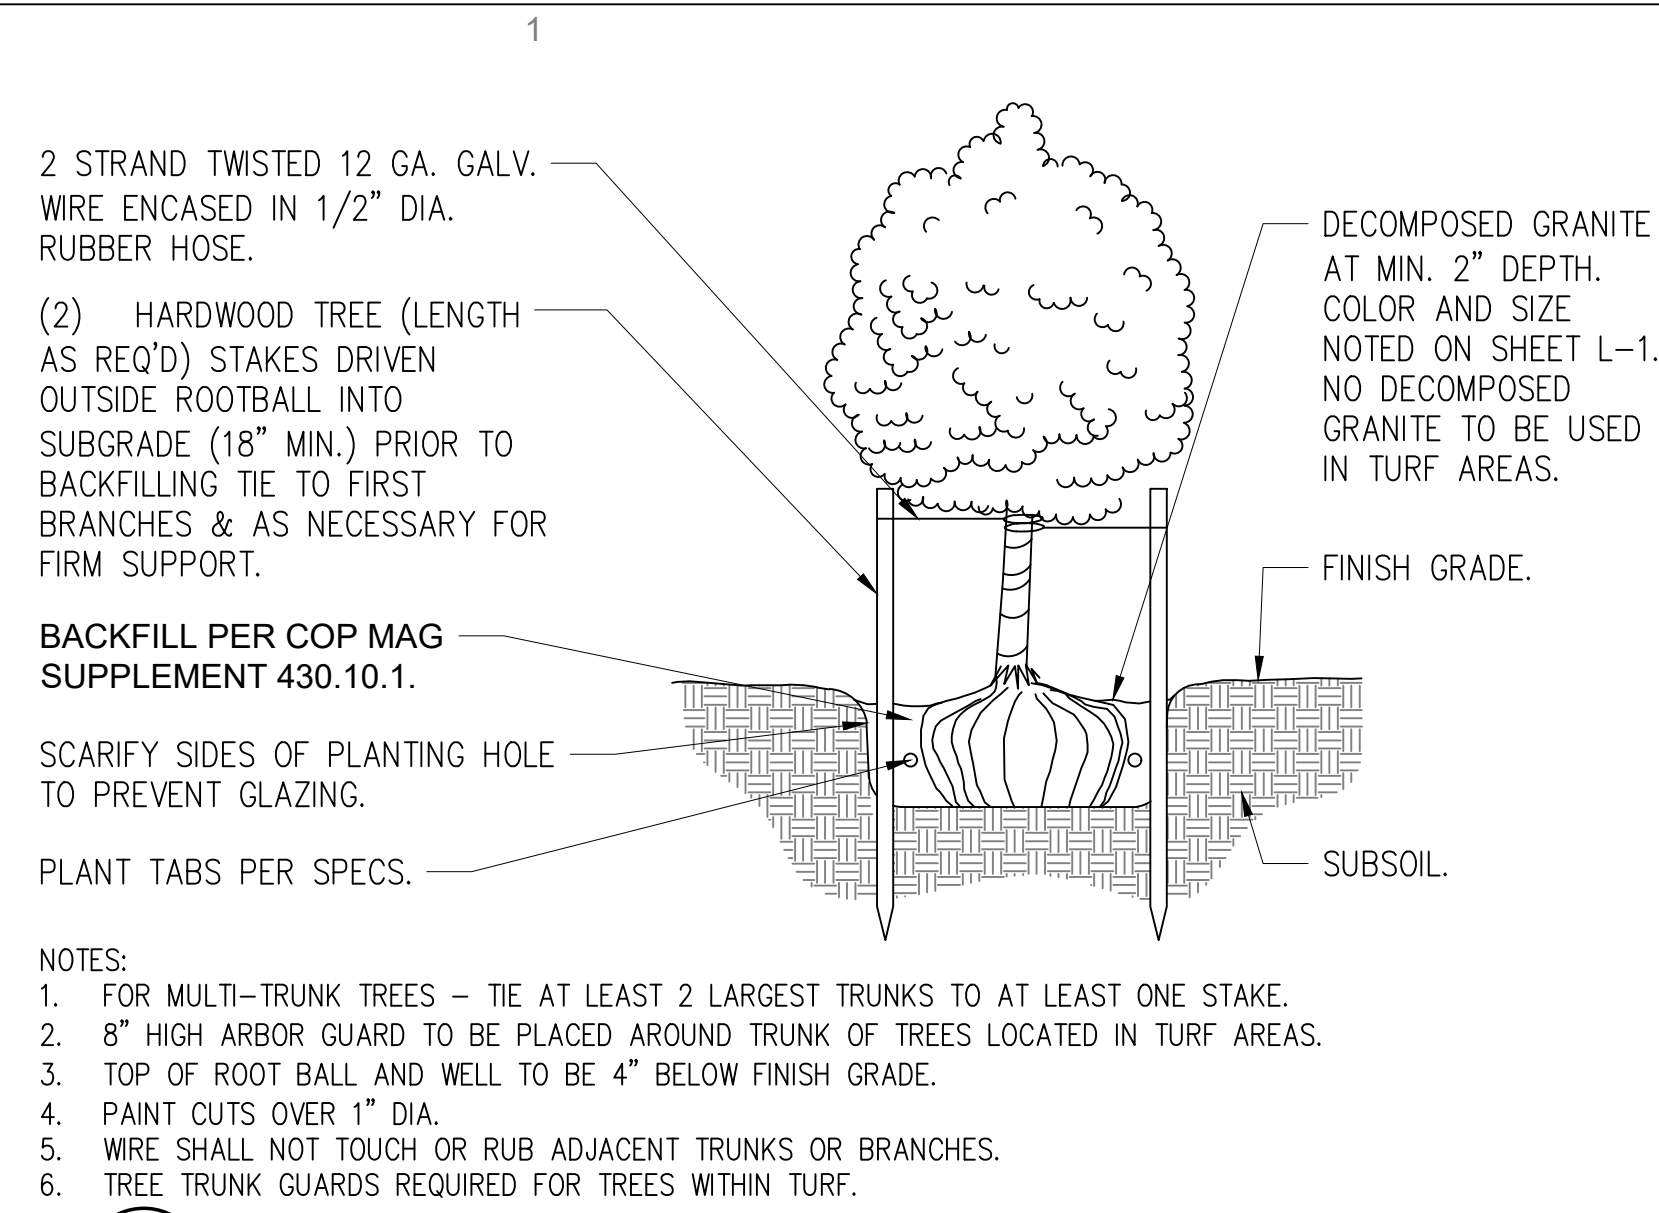 1
2 STRAND TWISTED 12 GA. GALV.
WIRE ENCASED IN 1/2” DIA.
RUBBER HOSE.
(2) HARDWOOD TREE (LENGTH
AS REQ'D) STAKES DRIVEN
OUTSIDE ROOTBALL INTO
SUBGRADE (18” MIN.) PRIOR TO
BACKFILLING TIE TO FIRST
BRANCHES & AS NECESSARY FOR
FIRM SUPPORT.
BACKFILL PER COP MAG
SUPPLEMENT 430.10.1.
SCARIFY SIDES OF PLANTING HOLE
TO PREVENT GLAZING.
PLANT TABS PER SPECS.
DECOMPOSED GRANITE
AT MIN. 2” DEPTH.
COLOR AND SIZE
NOTED ON SHEET L-1.
NO DECOMPOSED
GRANITE TO BE USED
IN TURF AREAS.
FINISH GRADE.
SUBSOIL.
NOTES:
1. FOR MULTI-TRUNK TREES - TIE AT LEAST 2 LARGEST TRUNKS TO AT LEAST ONE STAKE.
2. 8” HIGH ARBOR GUARD TO BE PLACED AROUND TRUNK OF TREES LOCATED IN TURF AREAS.
3. TOP OF ROOT BALL AND WELL TO BE 4” BELOW FINISH GRADE.
4. PAINT CUTS OVER 1” DIA.
5. WIRE SHALL NOT TOUCH OR RUB ADJACENT TRUNKS OR BRANCHES.
6. TREE TRUNK GUARDS REQUIRED FOR TREES WITHIN TURF.